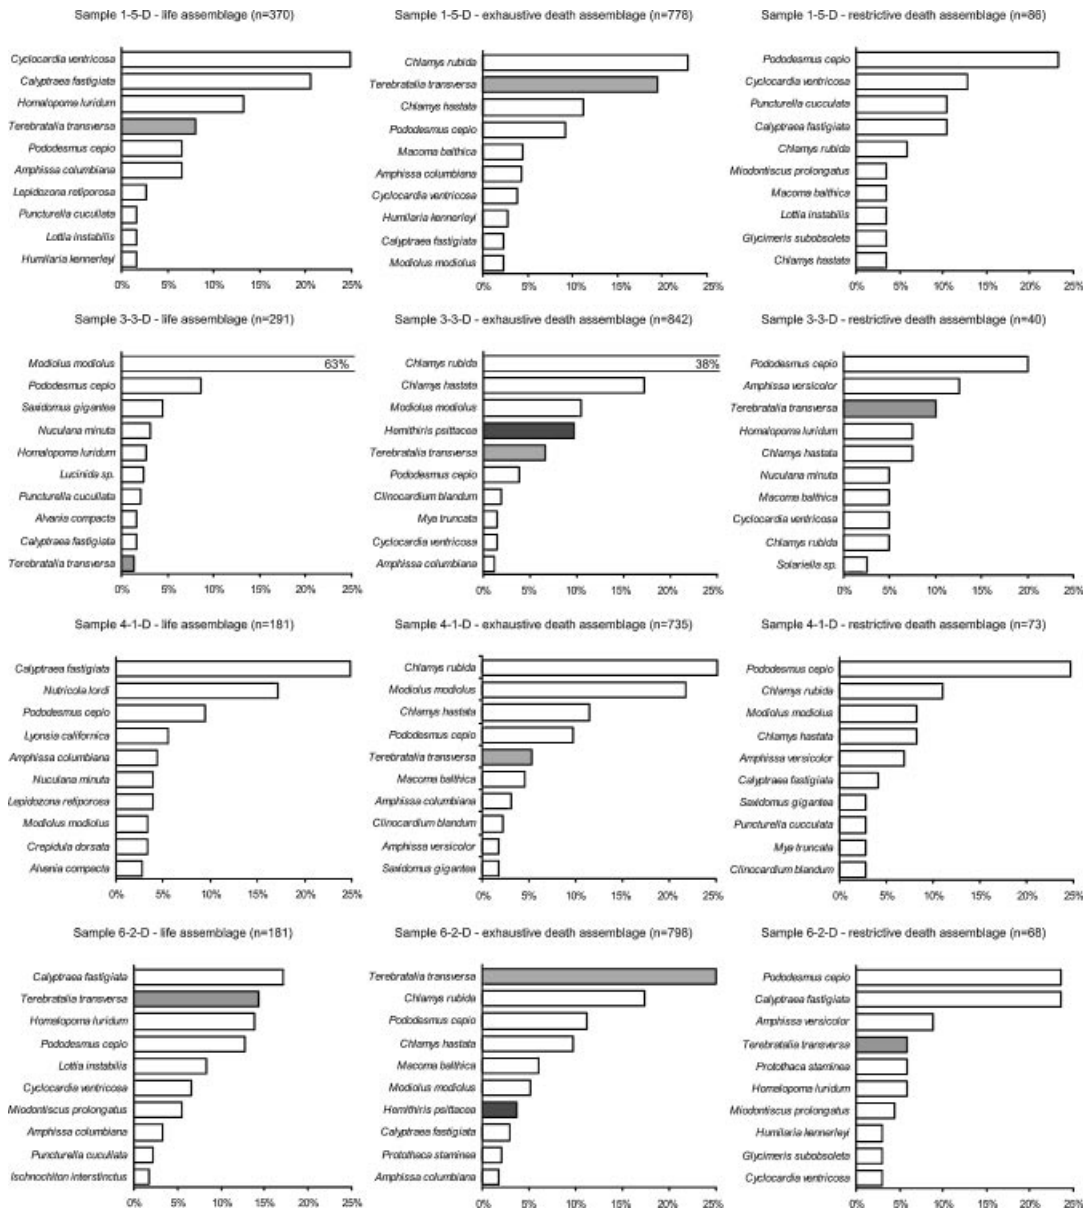 Sample 1-5-D - life assemblage (n=370)
Cyclocardia ventricosa
Calyptraea fastigiata
Homalopoma luridum
Terebratalia transversa
Pododesmus cepio
Amphissa columbiana
Lepidozona retiporosa
Puncturella cucullata
Lottia instabilis
Humilaria kennerleyi
0% 5% 10% 15% 20% 25%
Sample 1-5-D - exhaustive death assemblage (n=778)
Chlamys rubida
Terebratalia transversa
Chlamys hastata
Pododesmus cepio
Macoma balthica
Amphissa columbiana
Cyclocardia ventricosa
Humilaria kennerleyi
Calyptraea fastigiata
Modiolus modiolus
0% 5% 10% 15% 20% 25%
Sample 1-5-D - restrictive death assemblage (n=86)
Pododesmus cepio
Cyclocardia ventricosa
Puncturella cucculata
Calyptraea fastigiata
Chlamys rubida
Miodontiscus prolongatus
Macoma balthica
Lottia instabilis
Glycimeris subobsoleta
Chlamys hastata
0% 5% 10% 15% 20% 25%
Sample 3-3-D - life assemblage (n=291)
Modiolus modiolus 63%
Pododesmus cepio
Saxidomus gigantea
Nuculana minuta
Homalopoma luridum
Lucinida sp.
Puncturella cucullata
Alvania compacta
Calyptraea fastigiata
Terebratalia transversa
0% 5% 10% 15% 20% 25%
Sample 3-3-D - exhaustive death assemblage (n=842)
Chlamys rubida 38%
Chlamys hastata
Modiolus modiolus
Hemithiris psittacea
Terebratalia transversa
Pododesmus cepio
Clinocardium blandum
Mya truncata
Cyclocardia ventricosa
Amphissa columbiana
0% 5% 10% 15% 20% 25%
Sample 3-3-D - restrictive death assemblage (n=40)
Pododesmus cepio
Amphissa versicolor
Terebratalia transversa
Homalopoma luridum
Chlamys hastata
Nuculana minuta
Macoma balthica
Cyclocardia ventricosa
Chlamys rubida
Solariella sp.
0% 5% 10% 15% 20% 25%
Sample 4-1-D - life assemblage (n=181)
Calyptraea fastigiata
Nutricola lordi
Pododesmus cepio
Lyonsia californica
Amphissa columbiana
Nuculana minuta
Lepidozona retiporosa
Modiolus modiolus
Crepidula dorsata
Alvania compacta
0% 5% 10% 15% 20% 25%
Sample 4-1-D - exhaustive death assemblage (n=735)
Chlamys rubida
Modiolus modiolus
Chlamys hastata
Pododesmus cepio
Terebratalia transversa
Macoma balthica
Amphissa columbiana
Clinocardium blandum
Amphissa versicolor
Saxidomus gigantea
0% 5% 10% 15% 20% 25%
Sample 4-1-D - restrictive death assemblage (n=73)
Pododesmus cepio
Chlamys rubida
Modiolus modiolus
Chlamys hastata
Amphissa versicolor
Calyptraea fastigiata
Saxidomus gigantea
Puncturella cucculata
Mya truncata
Clinocardium blandum
0% 5% 10% 15% 20% 25%
Sample 6-2-D - life assemblage (n=181)
Calyptraea fastigiata
Terebratalia transversa
Homolopoma luridum
Pododesmus cepio
Lottia instabilis
Cyclocardia ventricosa
Miodontiscus prolongatus
Amphissa columbiana
Puncturella cucullata
Ischnochiton interstinctus
0% 5% 10% 15% 20% 25%
Sample 6-2-D - exhaustive death assemblage (n=798)
Terebratalia transversa
Chlamys rubida
Pododesmus cepio
Chlamys hastata
Macoma balthica
Modiolus modiolus
Hemithiris psittacea
Calyptraea fastigiata
Protothaca staminea
Amphissa columbiana
0% 5% 10% 15% 20% 25%
Sample 6-2-D - restrictive death assemblage (n=68)
Pododesmus cepio
Calyptraea fastigiata
Amphissa versicolor
Terebratalia transversa
Protothaca staminea
Homalopoma luridum
Miodontiscus prolongatus
Humilaria kennerleyi
Glycimeris subobsoleta
Cyclocardia ventricosa
0% 5% 10% 15% 20% 25%